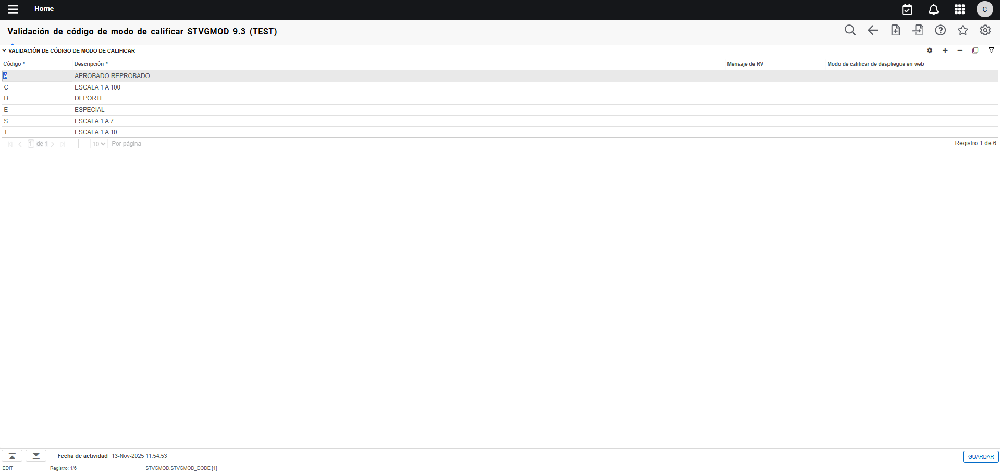 Home
C
Validación de código de modo de calificar STVGMOD 9.3 (TEST)
VALIDACIÓN DE CÓDIGO DE MODO DE CALIFICAR
Código * Descripción * Mensaje de RV Modo de calificar de despliegue en web
A APROBADO REPROBADO
C ESCALA 1 A 100
D DEPORTE
E ESPECIAL
S ESCALA 1 A 7
T ESCALA 1 A 10
1 de 1 10 Por página Registro 1 de 6
Fecha de actividad 13-Nov-2025 11:54:53 GUARDAR
EDIT Registro: 1/6 STVGMOD.STVGMOD_CODE [1]